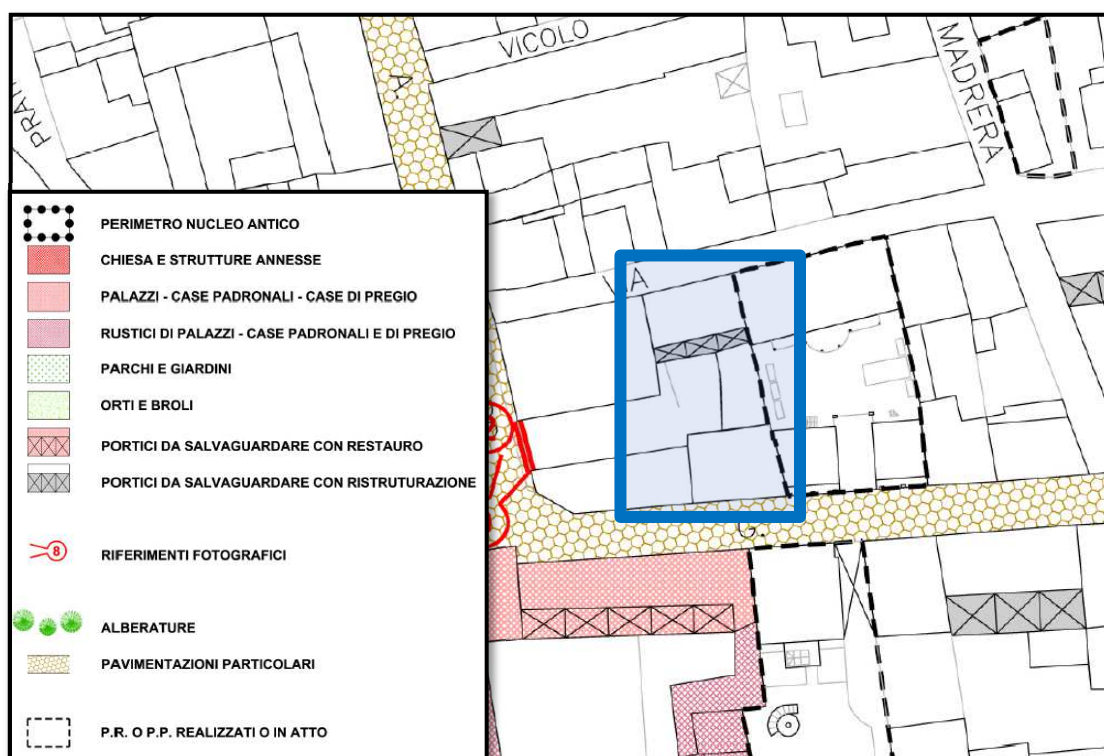 VICOLO
MADRERA
PRAT
A.
VIA
PERIMETRO NUCLEO ANTICO
CHIESA E STRUTTURE ANNESSE
PALAZZI - CASE PADRONALI - CASE DI PREGIO
RUSTICI DI PALAZZI - CASE PADRONALI E DI PREGIO
PARCHI E GIARDINI
ORTI E BROLI
PORTICI DA SALVAGUARDARE CON RESTAURO
PORTICI DA SALVAGUARDARE CON RISTRUTURAZIONE
8
RIFERIMENTI FOTOGRAFICI
ALBERATURE
PAVIMENTAZIONI PARTICOLARI
P.R. O P.P. REALIZZATI O IN ATTO